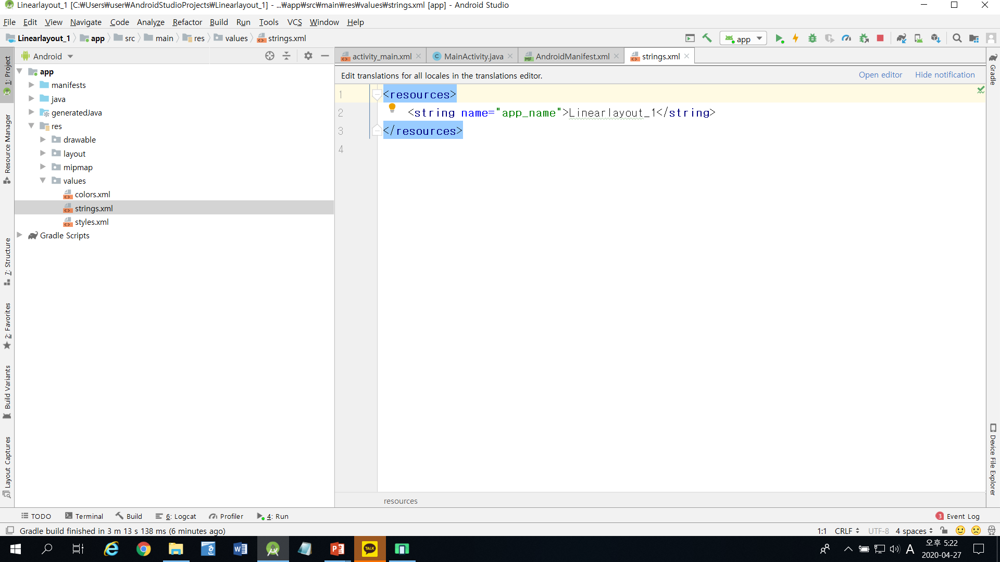 Linearlayout_1 [C:₩Users₩user₩AndroidStudioProjects₩Linearlayout_1] - ...₩app₩src₩main₩res₩values₩strings.xml [app] - Android Studio
File Edit View Navigate Code Analyze Refactor Build Run Tools VCS Window Help
Linearlayout_1 app src main res values strings.xml
app
1: Project
Resource Manager
7: Structure
2: Favorites
Build Variants
Layout Captures
Android
app
manifests
java
generatedJava
res
drawable
layout
mipmap
values
colors.xml
strings.xml
styles.xml
Gradle Scripts
activity_main.xml MainActivity.java AndroidManifest.xml strings.xml
Edit translations for all locales in the translations editor. Open editor Hide notification
1 <resources>
2 <string name="app_name">Linearlayout_1</string>
3 </resources>
4
resources
Gradle
Device File Explorer
TODO Terminal Build 6: Logcat Profiler 4: Run 3 Event Log
Gradle build finished in 3 m 13 s 138 ms (6 minutes ago) 1:1 CRLF UTF-8 4 spaces
TALK
A
오후 5:22
2020-04-27